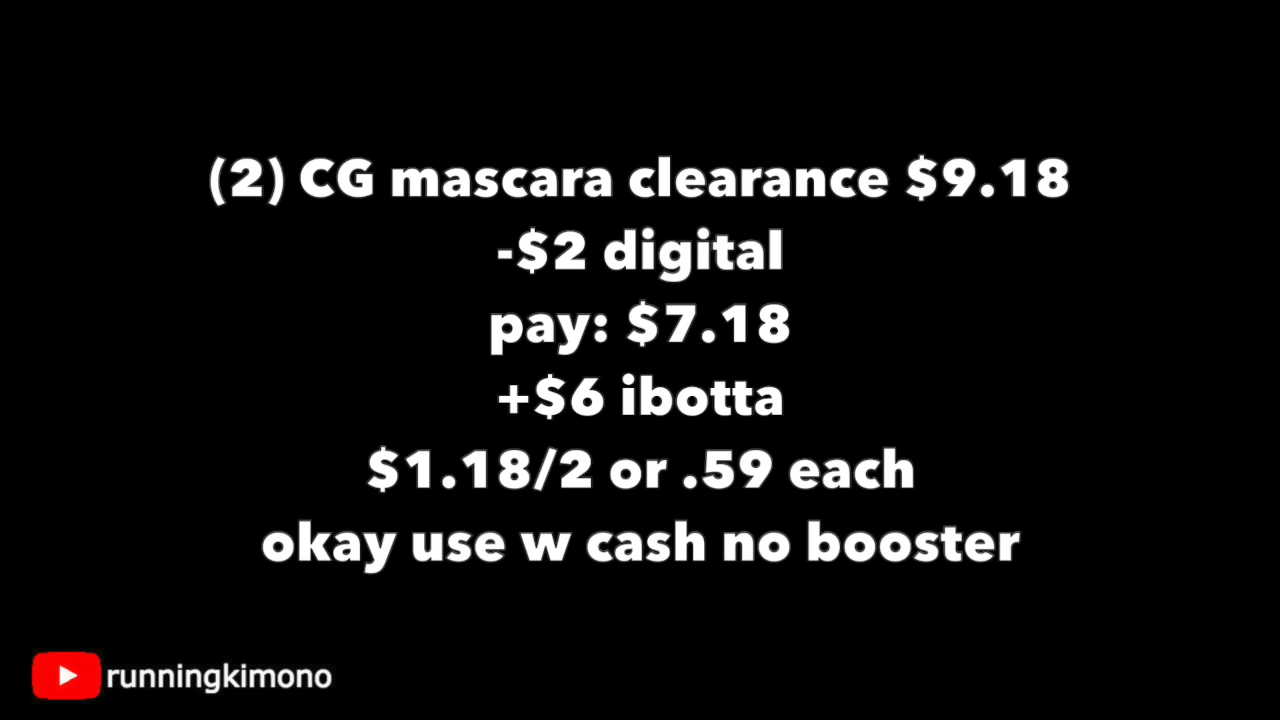 (2) CG mascara clearance $9.18
-$2 digital
pay: $7.18
+$6 ibotta
$1.18/2 or .59 each
okay use w cash no booster
runningkimono